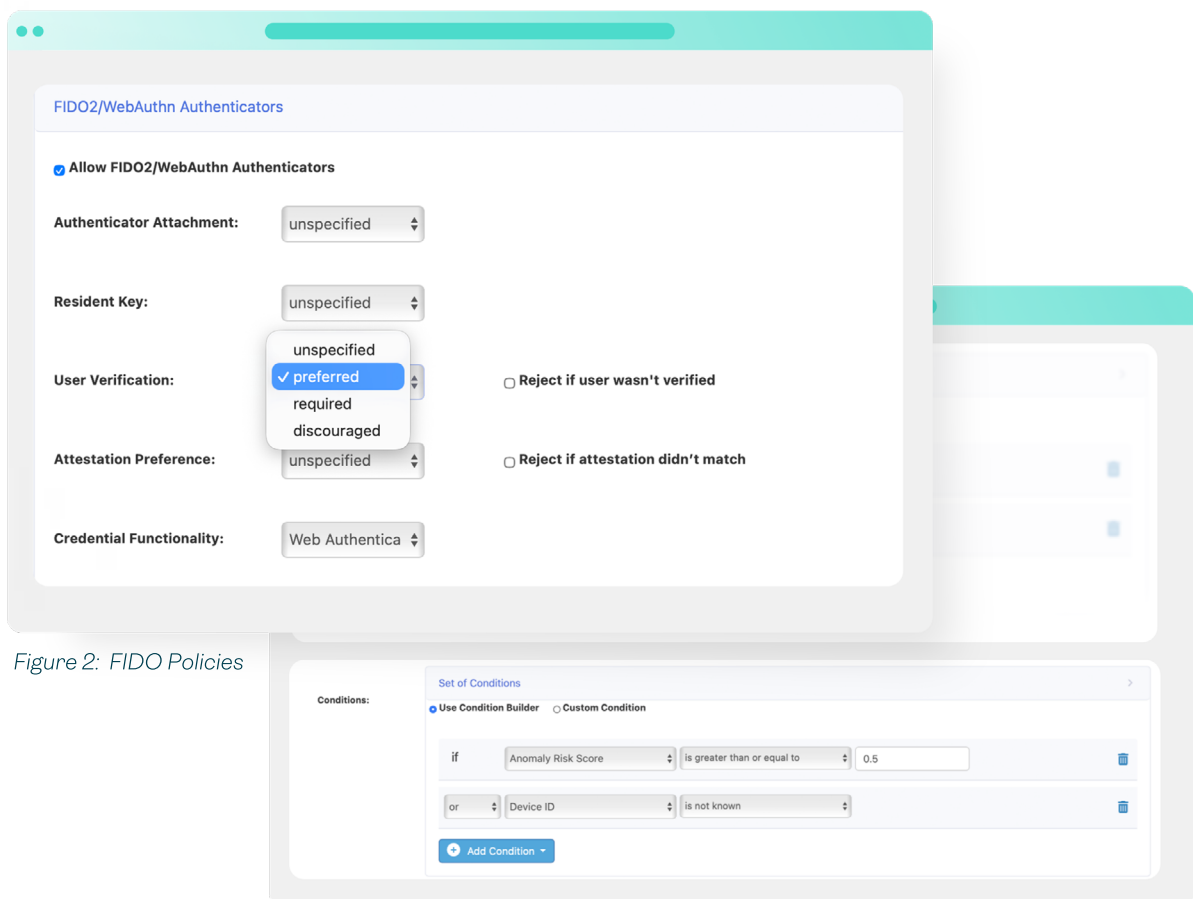 FIDO2/WebAuthn Authenticators
Allow FIDO2/WebAuthn Authenticators
Authenticator Attachment: unspecified
Resident Key: unspecified
unspecified
User Verification: ✓ preferred Reject if user wasn't verified
required
discouraged
Attestation Preference: unspecified Reject if attestation didn’t match
Credential Functionality: Web Authentica
Figure 2: FIDO Policies
Set of Conditions
Conditions:
Use Condition Builder Custom Condition
if Anomaly Risk Score is greater than or equal to 0.5
or Device ID is not known
Add Condition